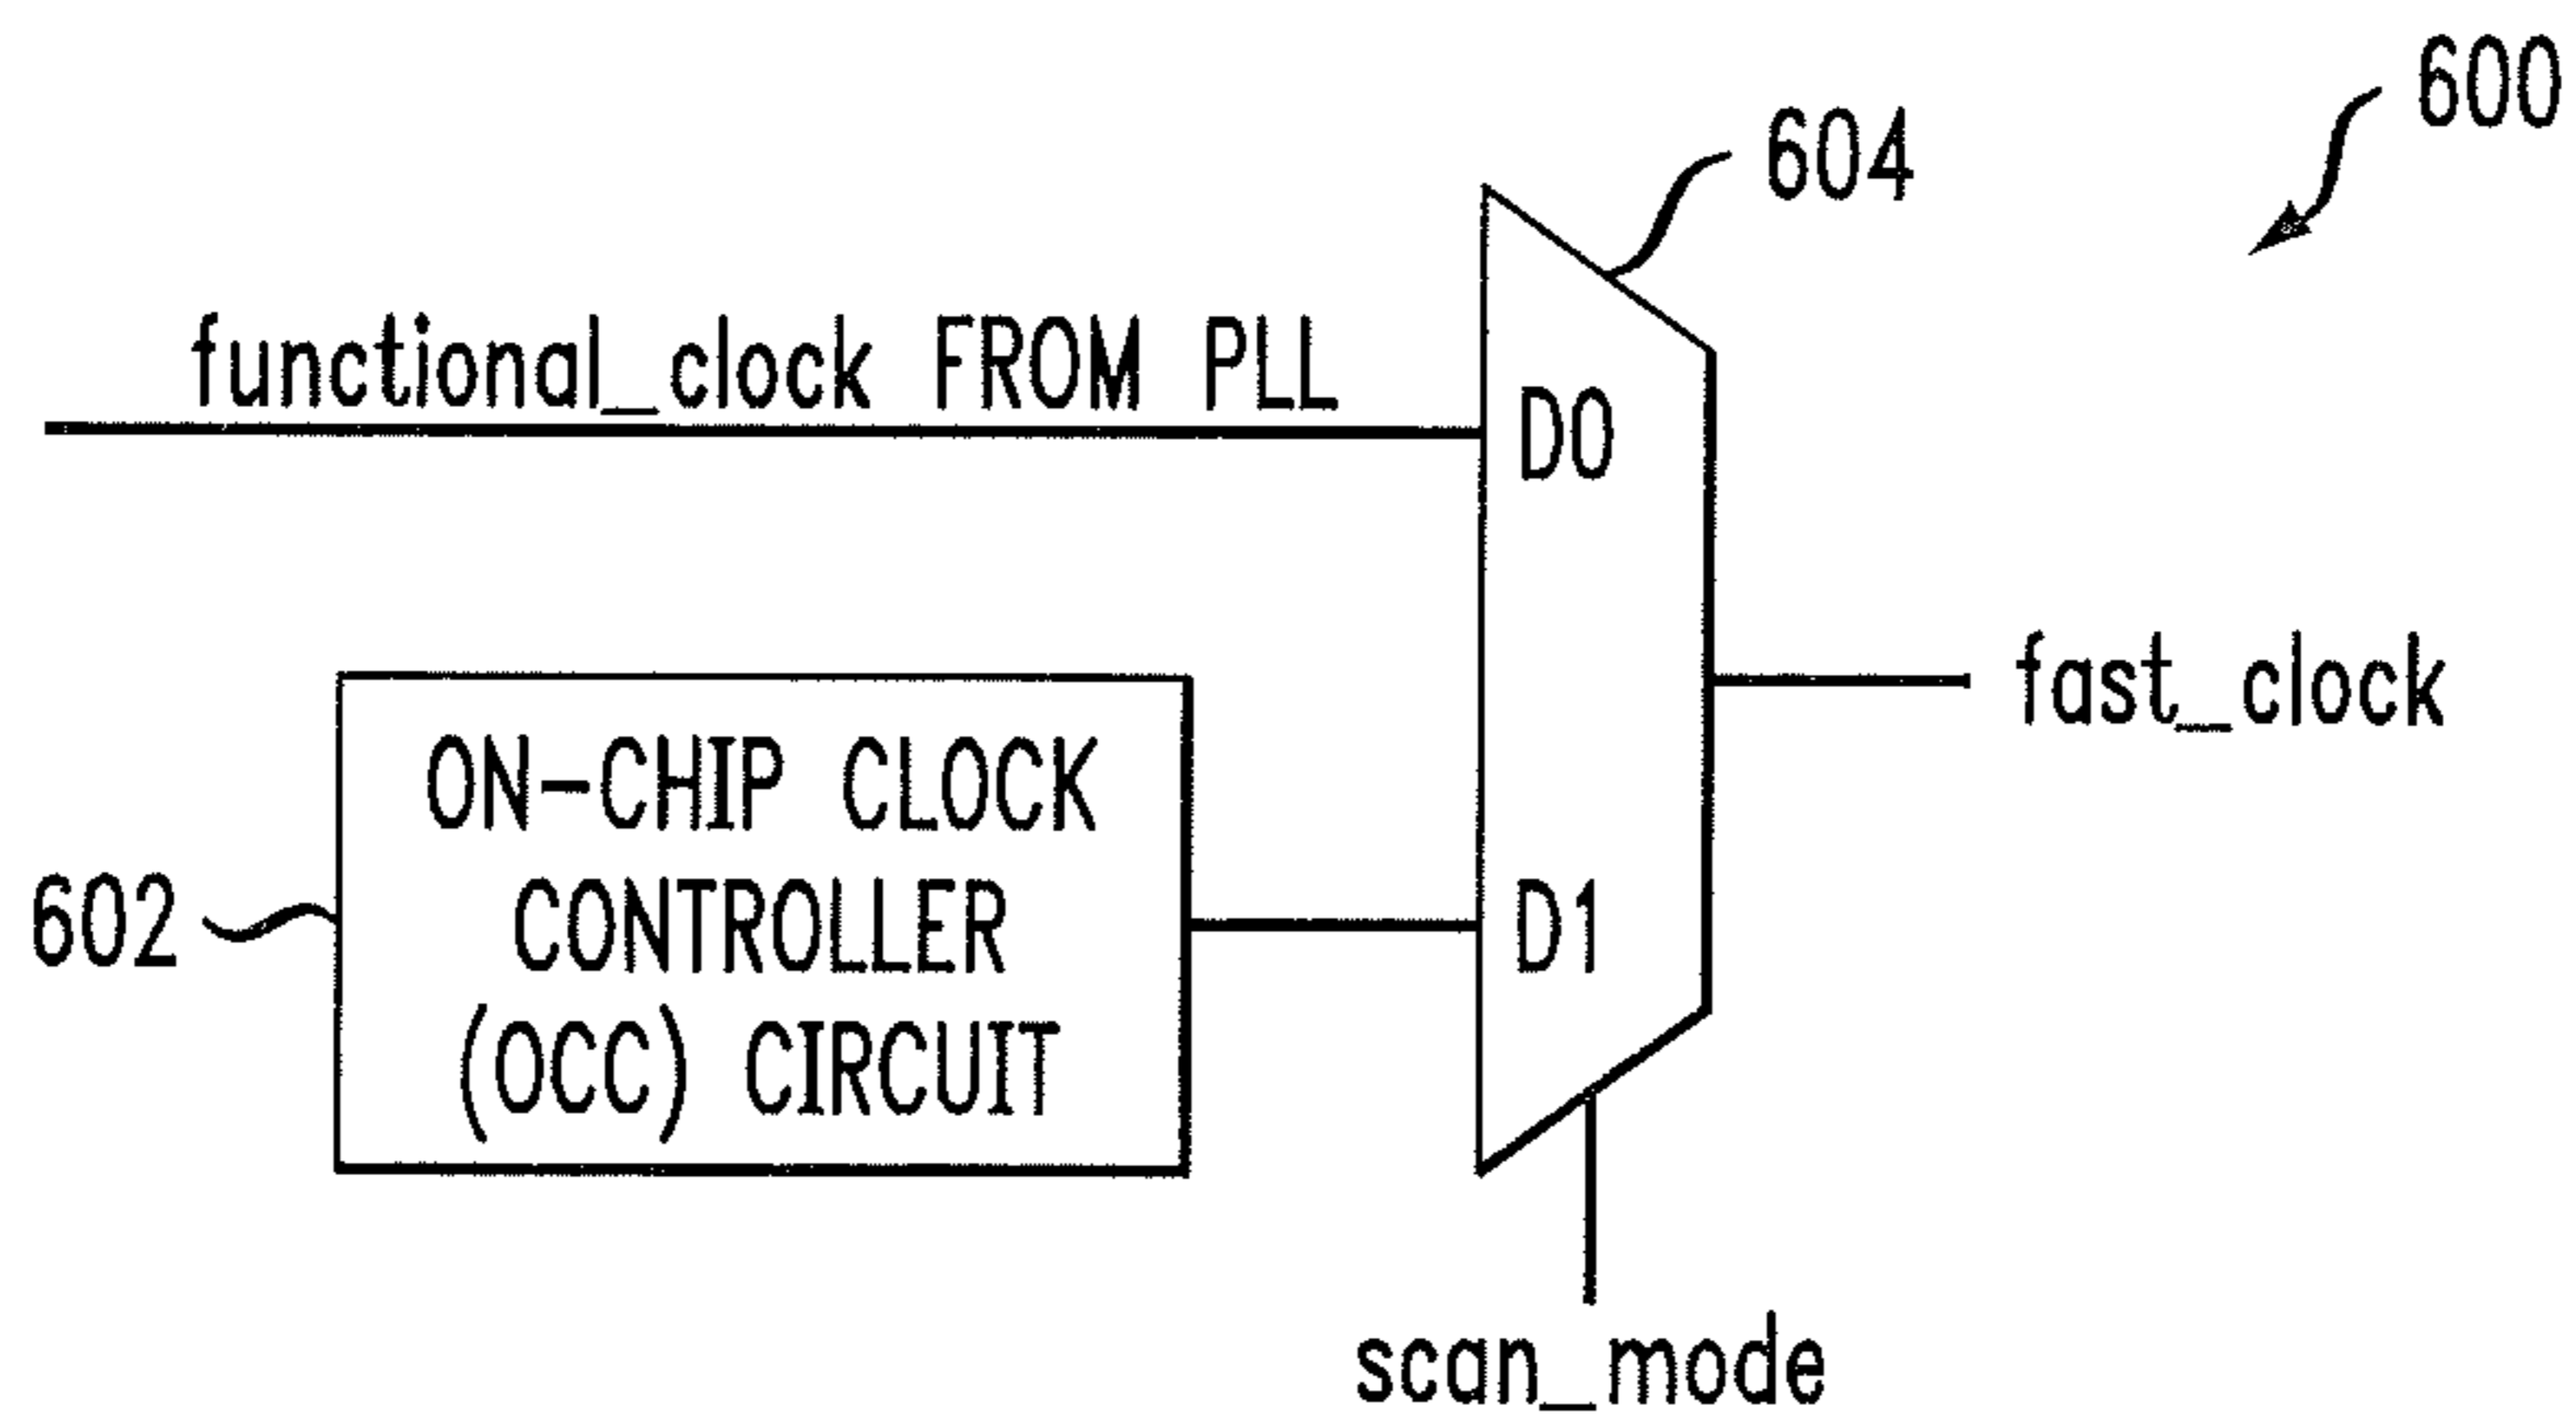 600
604
functional_clock FROM PLL
D0
fast_clock
ON-CHIP CLOCK
CONTROLLER
(OCC) CIRCUIT
602
D1
scan_mode